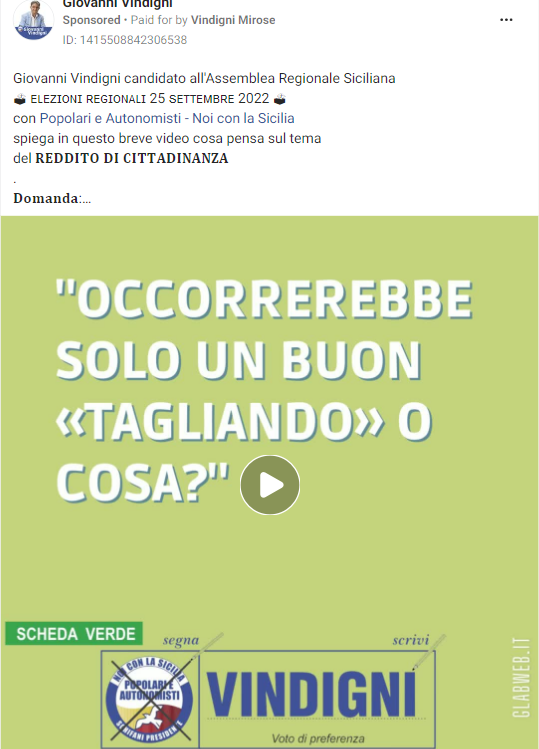 Giovanni Vindigni
Sponsored • Paid for by Vindigni Mirose
ID: 1415508842306538
Giovanni Vindigni candidato all'Assemblea Regionale Siciliana
🗳 ELEZIONI REGIONALI 25 SETTEMBRE 2022 🗳
con Popolari e Autonomisti - Noi con la Sicilia
spiega in questo breve video cosa pensa sul tema
del REDDITO DI CITTADINANZA
.
Domanda:...
"OCCORREREBBE
SOLO UN BUON
«TAGLIANDO» O
COSA?"
SCHEDA VERDE
segna
scrivi
NOI CON LA SICILIA
POPOLARI E
AUTONOMISTI
SCHIFANI PRESIDENTE
VINDIGNI
Voto di preferenza
GLABWEB.IT